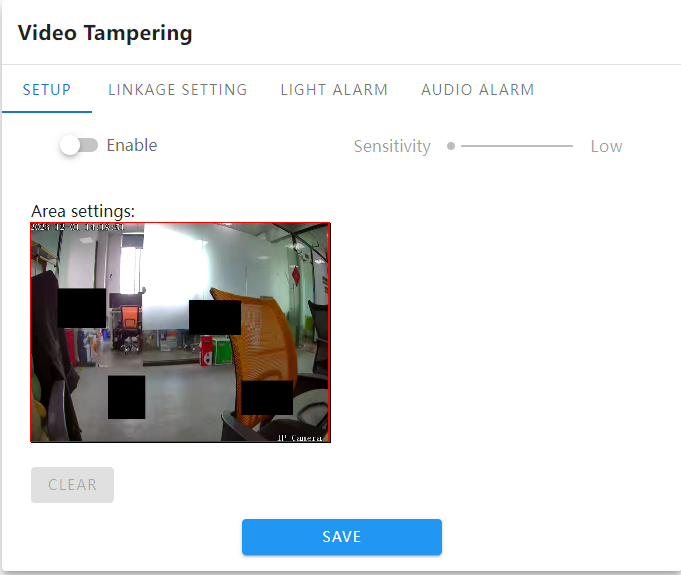 Video Tampering
SETUP LINKAGE SETTING LIGHT ALARM AUDIO ALARM
Enable Sensitivity Low
Area settings:
IP Camera
CLEAR
SAVE